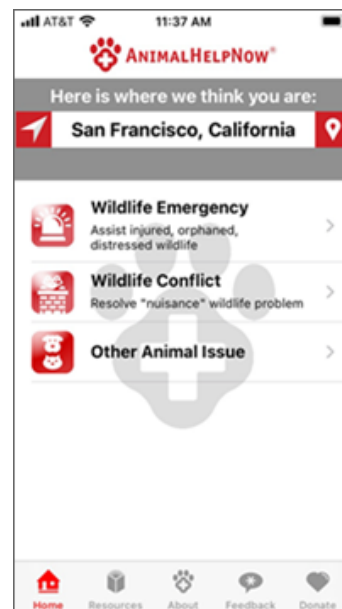 AT&T 11:37 AM
ANIMALHELPNOW®
Here is where we think you are:
San Francisco, California
Wildlife Emergency
Assist injured, orphaned,
distressed wildlife
Wildlife Conflict
Resolve "nuisance" wildlife problem
Other Animal Issue
Home Resources About Feedback Donate